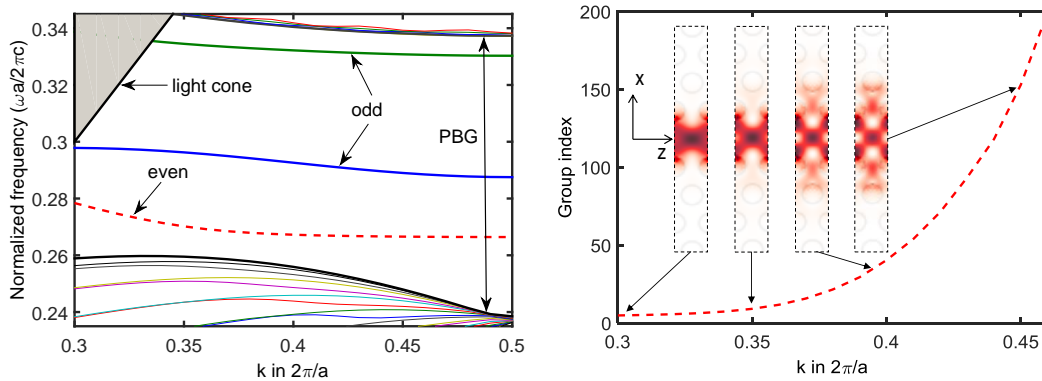 Normalized frequency (ωa/2πc)
0.34
0.32
0.3
0.28
0.26
0.24
light cone
odd
PBG
even
0.3
0.35
0.4
0.45
0.5
k in 2π/a
Group index
200
150
100
50
0
X
Z
0.3
0.35
0.4
0.45
k in 2π/a